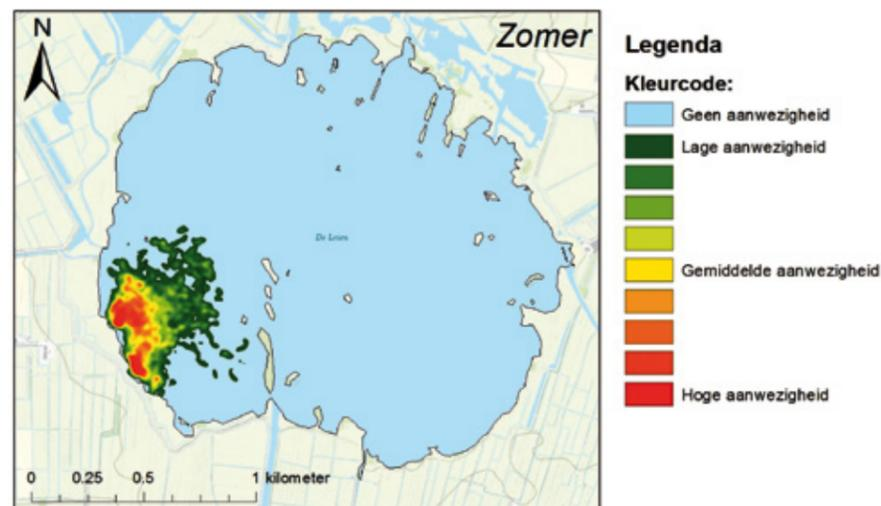 N
Zomer
De Leien
0 0.25 0.5 1 kilometer
Legenda
Kleurcode:
Geen aanwezigheid
Lage aanwezigheid
Gemiddelde aanwezigheid
Hoge aanwezigheid